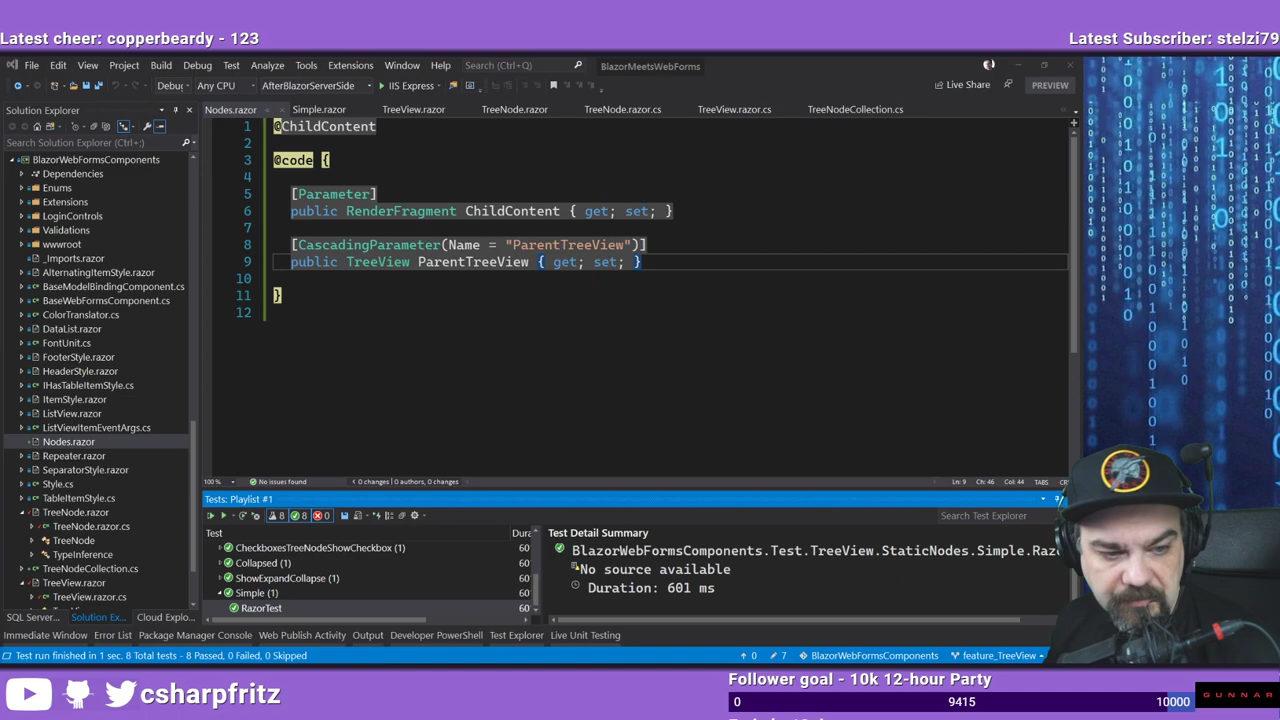 Latest cheer: copperbeardy - 123
Latest Subscriber: stelzi79
File Edit View Project Build Debug Test Analyze Tools Extensions Window Help Search (Ctrl+Q) BlazorMeetsWebForms
Debug Any CPU AfterBlazorServerSide IIS Express Live Share PREVIEW
Solution Explorer
Search Solution Explorer (Ctrl+;)
BlazorWebFormsComponents
Dependencies
Enums
Extensions
LoginControls
Validations
wwwroot
_Imports.razor
AlternatingItemStyle.razor
BaseModelBindingComponent.cs
BaseWebFormsComponent.cs
ColorTranslator.cs
DataList.razor
FontUnit.cs
FooterStyle.razor
HeaderStyle.razor
IHasTableItemStyle.cs
ItemStyle.razor
ListView.razor
ListViewItemEventArgs.cs
Nodes.razor
Repeater.razor
SeparatorStyle.razor
Style.cs
TableItemStyle.cs
TreeNode.razor
TreeNode.razor.cs
TreeNode
TypeInference
TreeNodeCollection.cs
TreeView.razor
TreeView.razor.cs
SQL Server... Solution Ex... Cloud Explo...
Nodes.razor Simple.razor TreeView.razor TreeNode.razor TreeNode.razor.cs TreeView.razor.cs TreeNodeCollection.cs
1 @ChildContent
2
3 @code {
4
5 [Parameter]
6 public RenderFragment ChildContent { get; set; }
7
8 [CascadingParameter(Name = "ParentTreeView")]
9 public TreeView ParentTreeView { get; set; }
10
11 }
12
100 % No issues found 0 changes | 0 authors, 0 changes Ln: 9 Ch: 46 Col: 44 TABS
Tests: Playlist #1
8 8 0 Search Test Explorer
Test
CheckboxesTreeNodeShowCheckbox (1) 60
Collapsed (1) 60
ShowExpandCollapse (1) 60
Simple (1) 60
RazorTest 60
Test Detail Summary
BlazorWebFormsComponents.Test.TreeView.StaticNodes.Simple.Razo
No source available
Duration: 601 ms
Immediate Window Error List Package Manager Console Web Publish Activity Output Developer PowerShell Test Explorer Live Unit Testing
Test run finished in 1 sec. 8 Total tests - 8 Passed, 0 Failed, 0 Skipped 0 7 BlazorWebFormsComponents feature_TreeView
csharpfritz
Follower goal - 10k 12-hour Party
0 9415 10000
GUNNAR